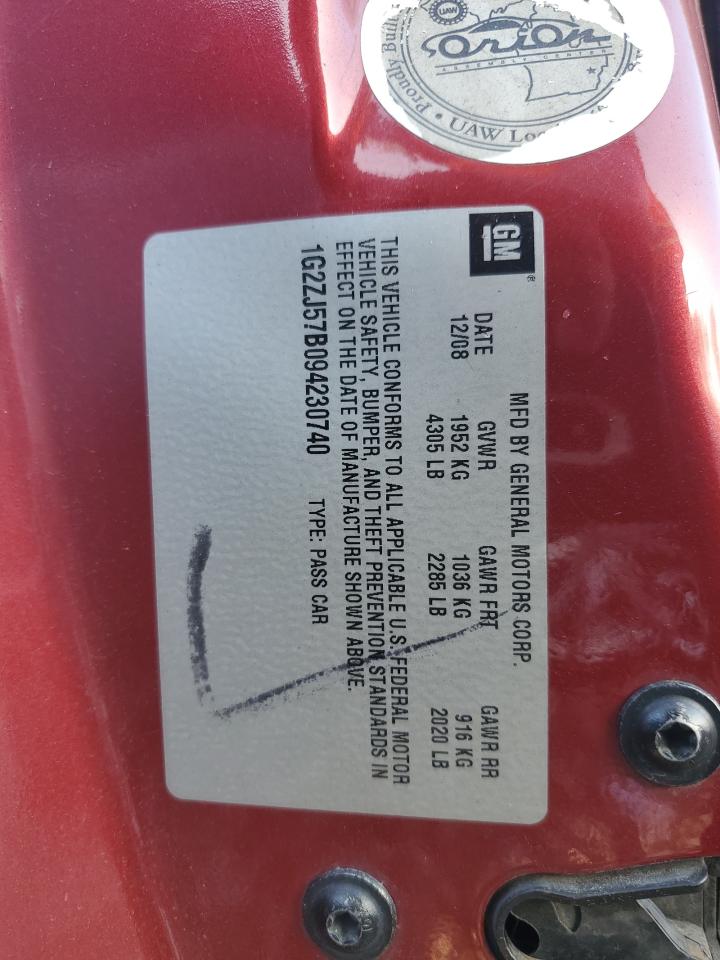 UAW
Orion
ASSEMBLY CENTER
Proudly
• UAW
GM
MFD BY GENERAL MOTORS CORP.
DATE GVWR GAWR FRT GAWR RR
12/08 1952 KG 1036 KG 916 KG
4305 LB 2285 LB 2020 LB
THIS VEHICLE CONFORMS TO ALL APPLICABLE U.S. FEDERAL MOTOR
VEHICLE SAFETY, BUMPER, AND THEFT PREVENTION STANDARDS IN
EFFECT ON THE DATE OF MANUFACTURE SHOWN ABOVE.
1G2ZJ57B094230740 TYPE: PASS CAR